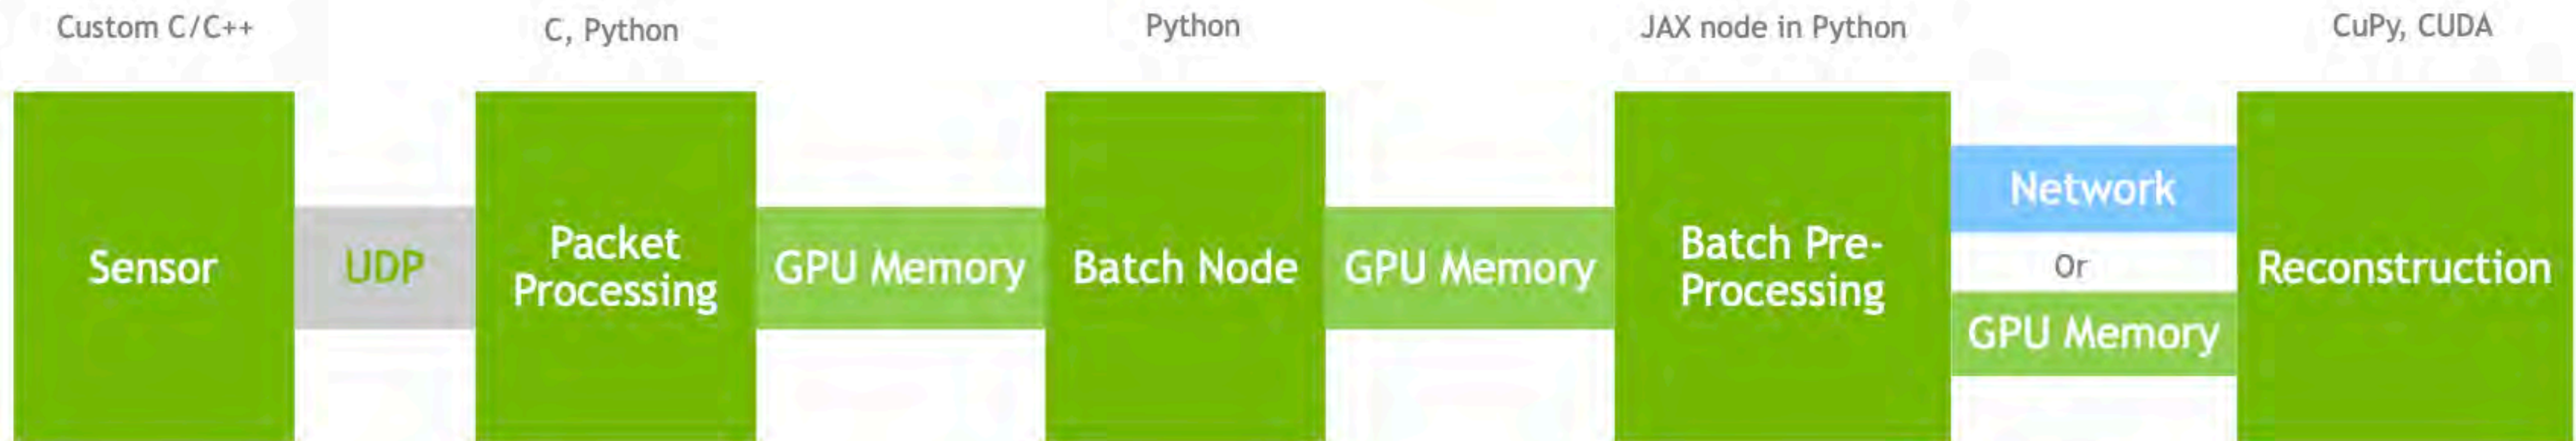 Custom C/C++
C, Python
Python
JAX node in Python
CuPy, CUDA
Sensor
UDP
Packet
Processing
GPU Memory
Batch Node
GPU Memory
Batch Pre-
Processing
Network
Or
GPU Memory
Reconstruction